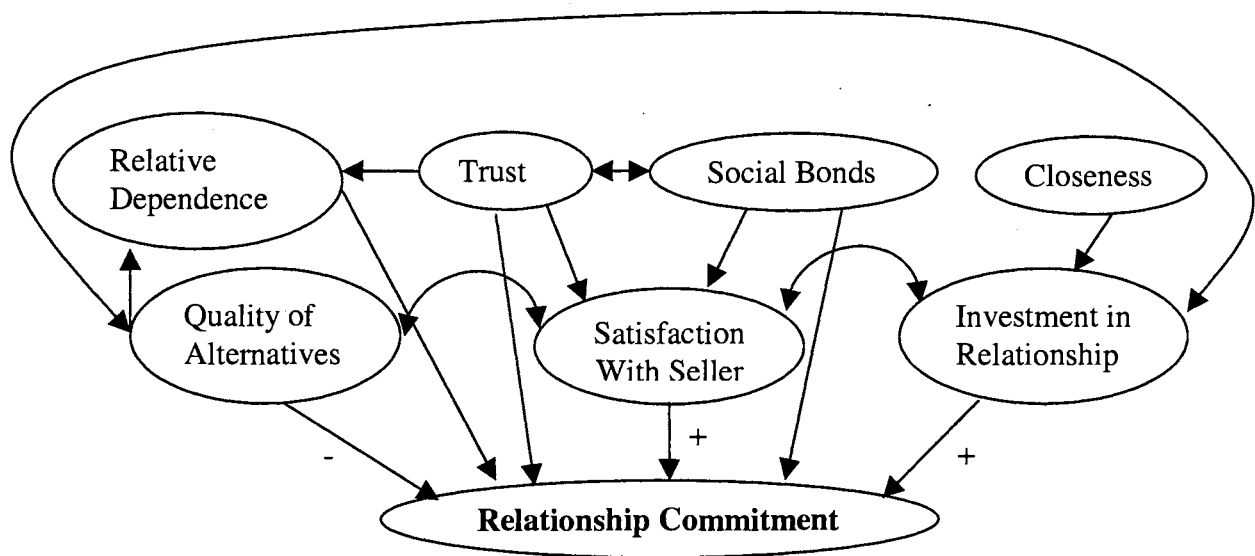 Relative
Dependence
Trust
Social Bonds
Closeness
Quality of
Alternatives
Satisfaction
With Seller
Investment in
Relationship
-
+
+
Relationship Commitment